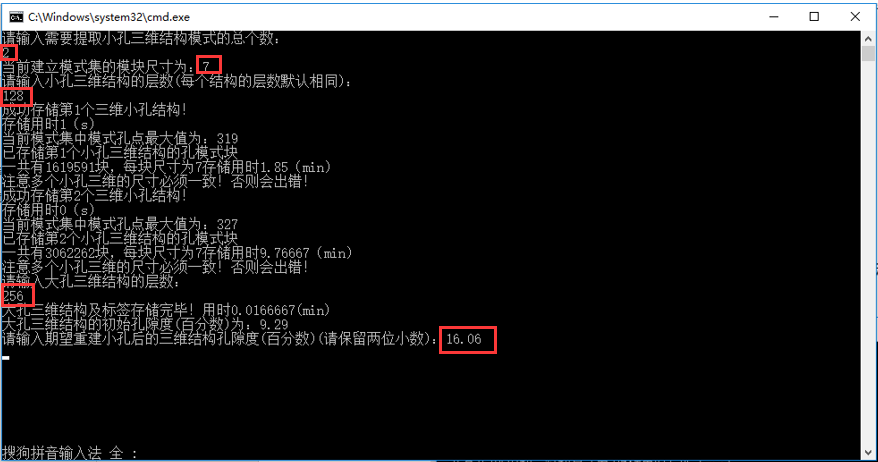 C:\Windows\system32\cmd.exe
请输入需要提取小孔三维结构模式的总个数:
2
当前建立模式集的模块尺寸为: 7
请输入小孔三维结构的层数(每个结构的层数默认相同):
128
成功存储第1个三维小孔结构!
存储用时1 (s)
当前模式集中模式孔点最大值为: 319
已存储第1个小孔三维结构的孔模式块
一共有1619591块, 每块尺寸为7存储用时1.85 (min)
注意多个小孔三维的尺寸必须一致! 否则会出错!
成功存储第2个三维小孔结构!
存储用时0 (s)
当前模式集中模式孔点最大值为: 327
已存储第2个小孔三维结构的孔模式块
一共有3062262块, 每块尺寸为7存储用时9.76667 (min)
注意多个小孔三维的尺寸必须一致! 否则会出错!
请输入大孔三维结构的层数:
256
大孔三维结构及标签存储完毕! 用时0.0166667(min)
大孔三维结构的初始孔隙度(百分数)为: 9.29
请输入期望重建小孔后的三维结构孔隙度(百分数)(请保留两位小数): 16.06
搜狗拼音输入法 全 :